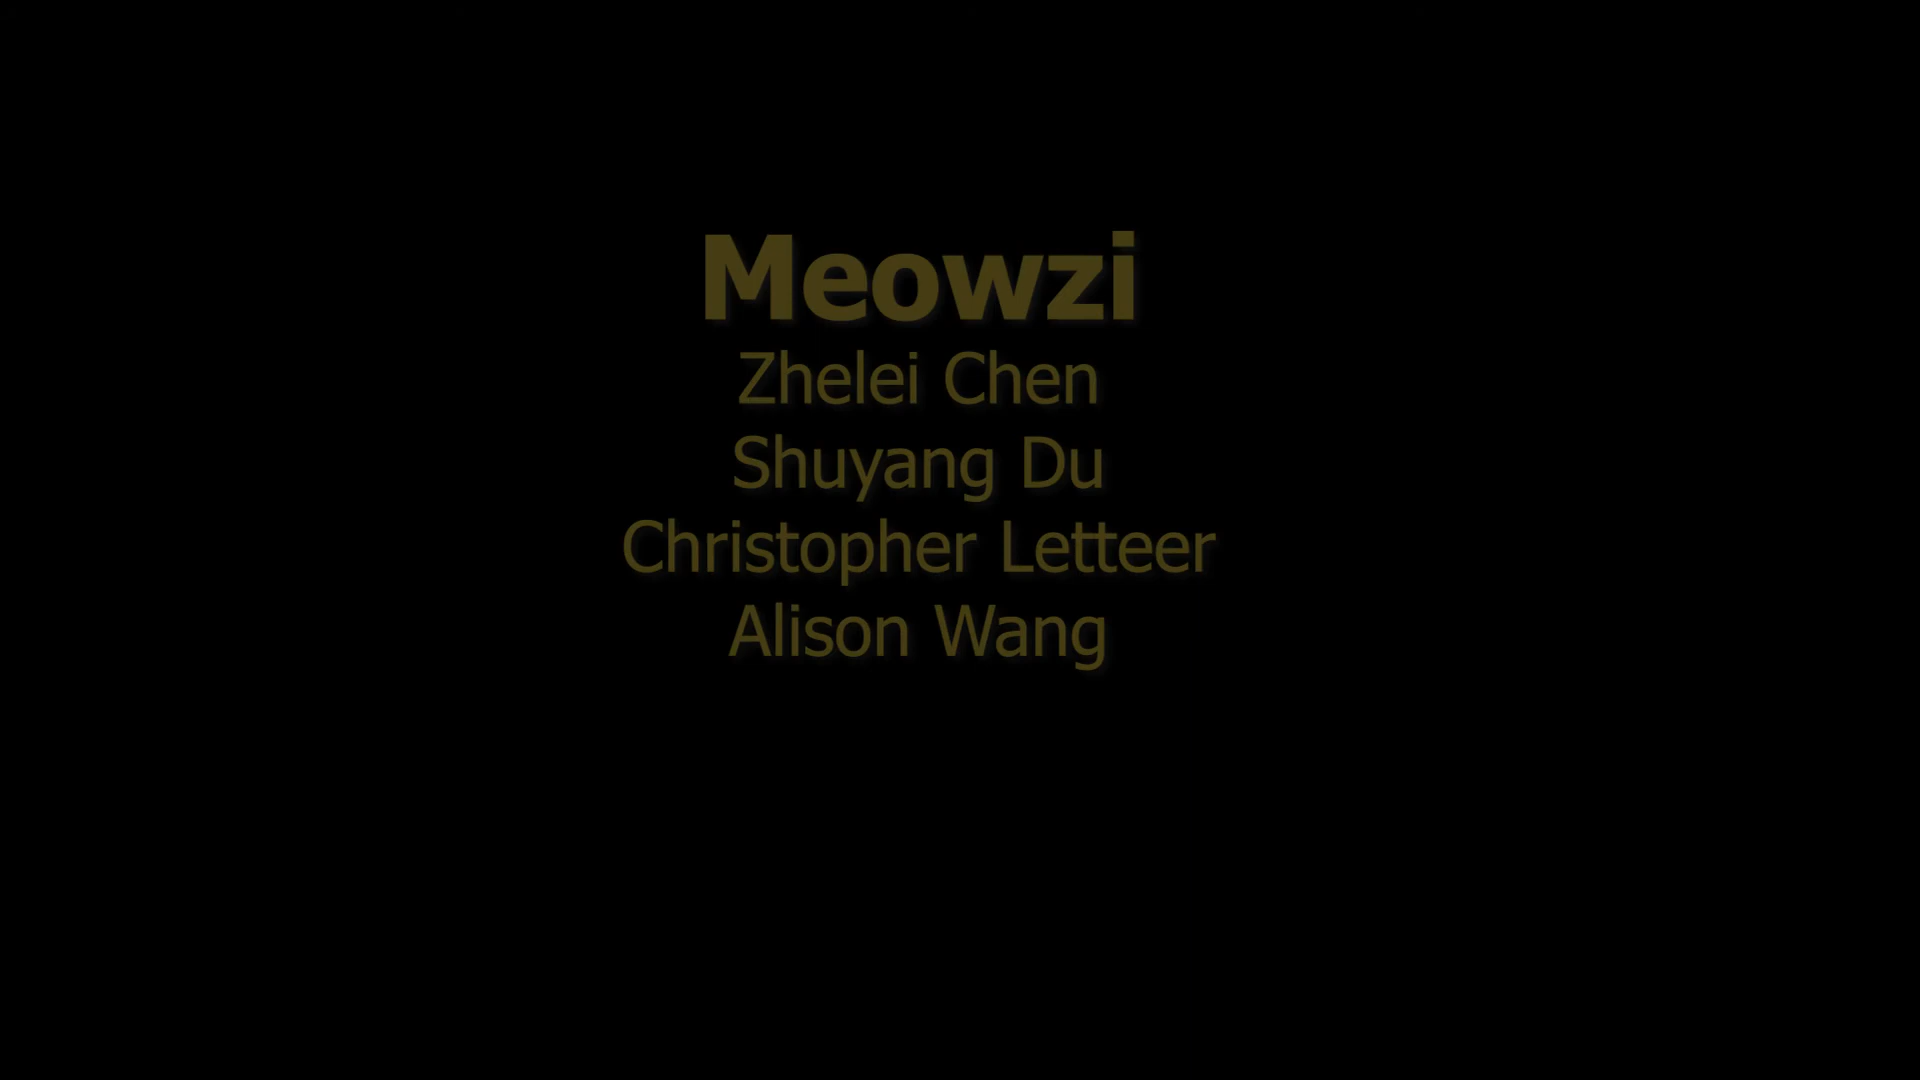 Meowzi
Zhelei Chen
Shuyang Du
Christopher Letteer
Alison Wang